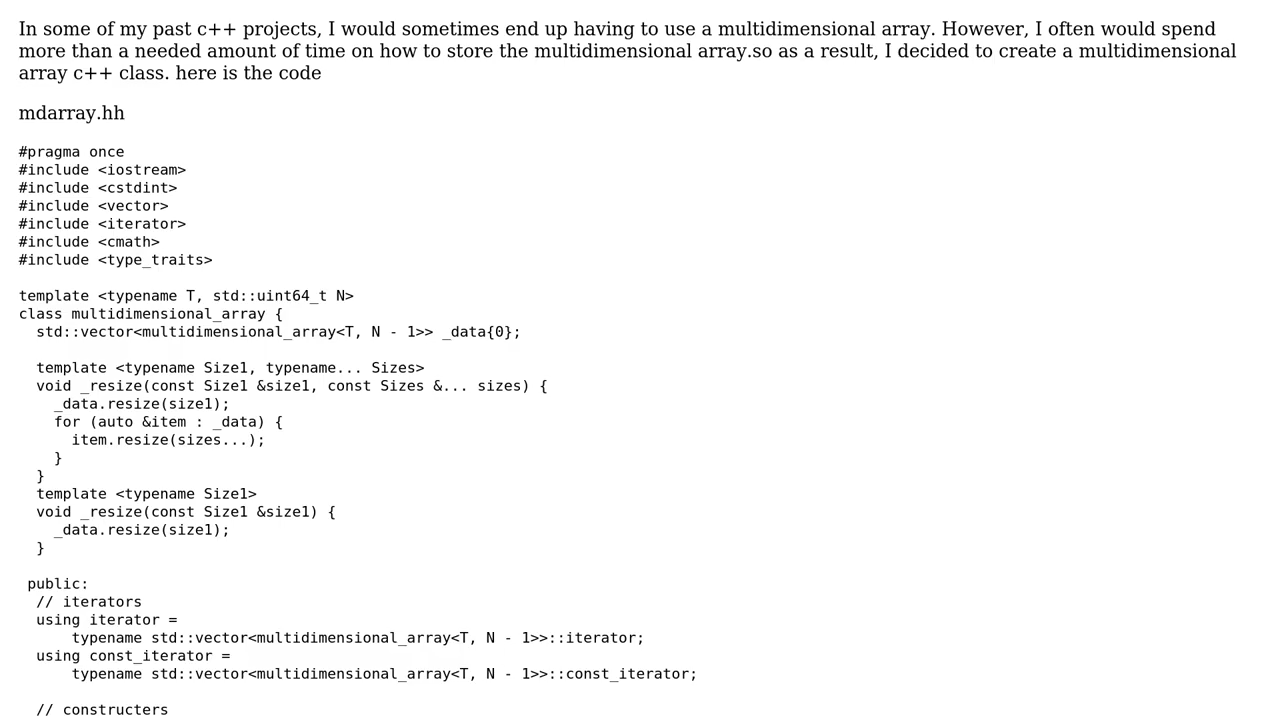 In some of my past c++ projects, I would sometimes end up having to use a multidimensional array. However, I often would spend
more than a needed amount of time on how to store the multidimensional array.so as a result, I decided to create a multidimensional
array c++ class. here is the code
mdarray.hh
#pragma once
#include <iostream>
#include <cstdint>
#include <vector>
#include <iterator>
#include <cmath>
#include <type_traits>
template <typename T, std::uint64_t N>
class multidimensional_array {
  std::vector<multidimensional_array<T, N - 1>> _data{0};
  template <typename Size1, typename... Sizes>
  void _resize(const Size1 &size1, const Sizes &... sizes) {
    _data.resize(size1);
    for (auto &item : _data) {
      item.resize(sizes...);
    }
  }
  template <typename Size1>
  void _resize(const Size1 &size1) {
    _data.resize(size1);
  }
 public:
  // iterators
  using iterator =
      typename std::vector<multidimensional_array<T, N - 1>>::iterator;
  using const_iterator =
      typename std::vector<multidimensional_array<T, N - 1>>::const_iterator;
  // constructers